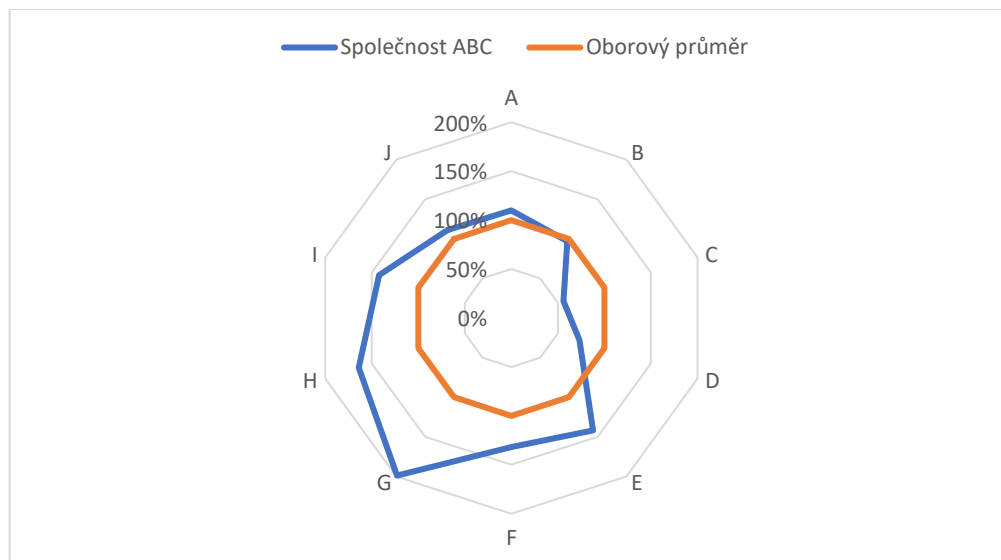 Společnost ABC Oborový průměr
A
200%
J B
150%
100%
I C
50%
0%
H D
G E
F